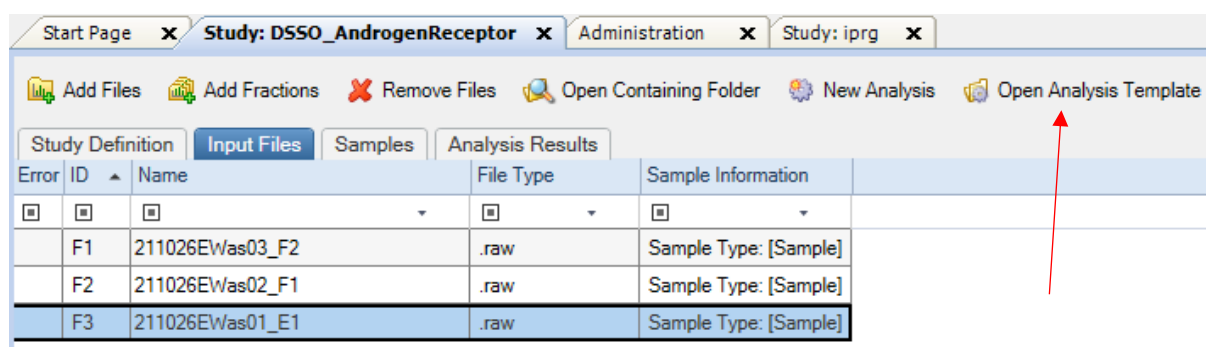 Start Page x Study: DSSO_AndrogenReceptor x Administration x Study: iprg x
Add Files Add Fractions Remove Files Open Containing Folder New Analysis Open Analysis Template
Study Definition Input Files Samples Analysis Results
Error ID Name File Type Sample Information
F1 211026EWas03_F2 .raw Sample Type: [Sample]
F2 211026EWas02_F1 .raw Sample Type: [Sample]
F3 211026EWas01_E1 .raw Sample Type: [Sample]